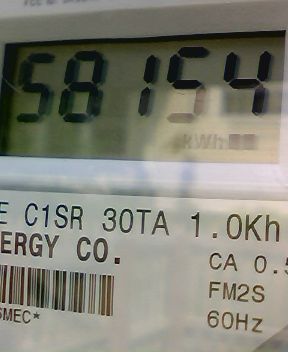 58154
kWh
E C1SR 30TA 1.0Kh
ERGY CO.
CA 0.5
FM2S
SMEC*
60Hz